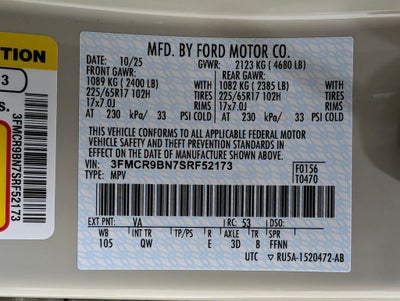 MFD. BY FORD MOTOR CO.
DATE: 10/25 GVWR: 2123 KG (4680 LB)
FRONT GAWR: REAR GAWR:
1089 KG (2400 LB) WITH 1082 KG (2385 LB) WITH
225/65R17 102H TIRES 225/65R17 102H TIRES
17x7.0J RIMS 17x7.0J RIMS
AT 230 kPa/ 33 PSI COLD AT 230 kPa/ 33 PSI COLD
THIS VEHICLE CONFORMS TO ALL APPLICABLE FEDERAL MOTOR
VEHICLE SAFETY AND THEFT PREVENTION STANDARDS IN
EFFECT ON THE DATE OF MANUFACTURE SHOWN ABOVE.
VIN: 3FMCR9BN7SRF52173 F0156
TYPE: MPV T0470
EXT PNT: VA RC: 53 DSO:
WB INT TR TP/PS R AXLE TR SPR
105 QW E 3D 8 FFNN
UTC ▽ RU5A-1520472-AB
3FMCR9BN7SRF52173